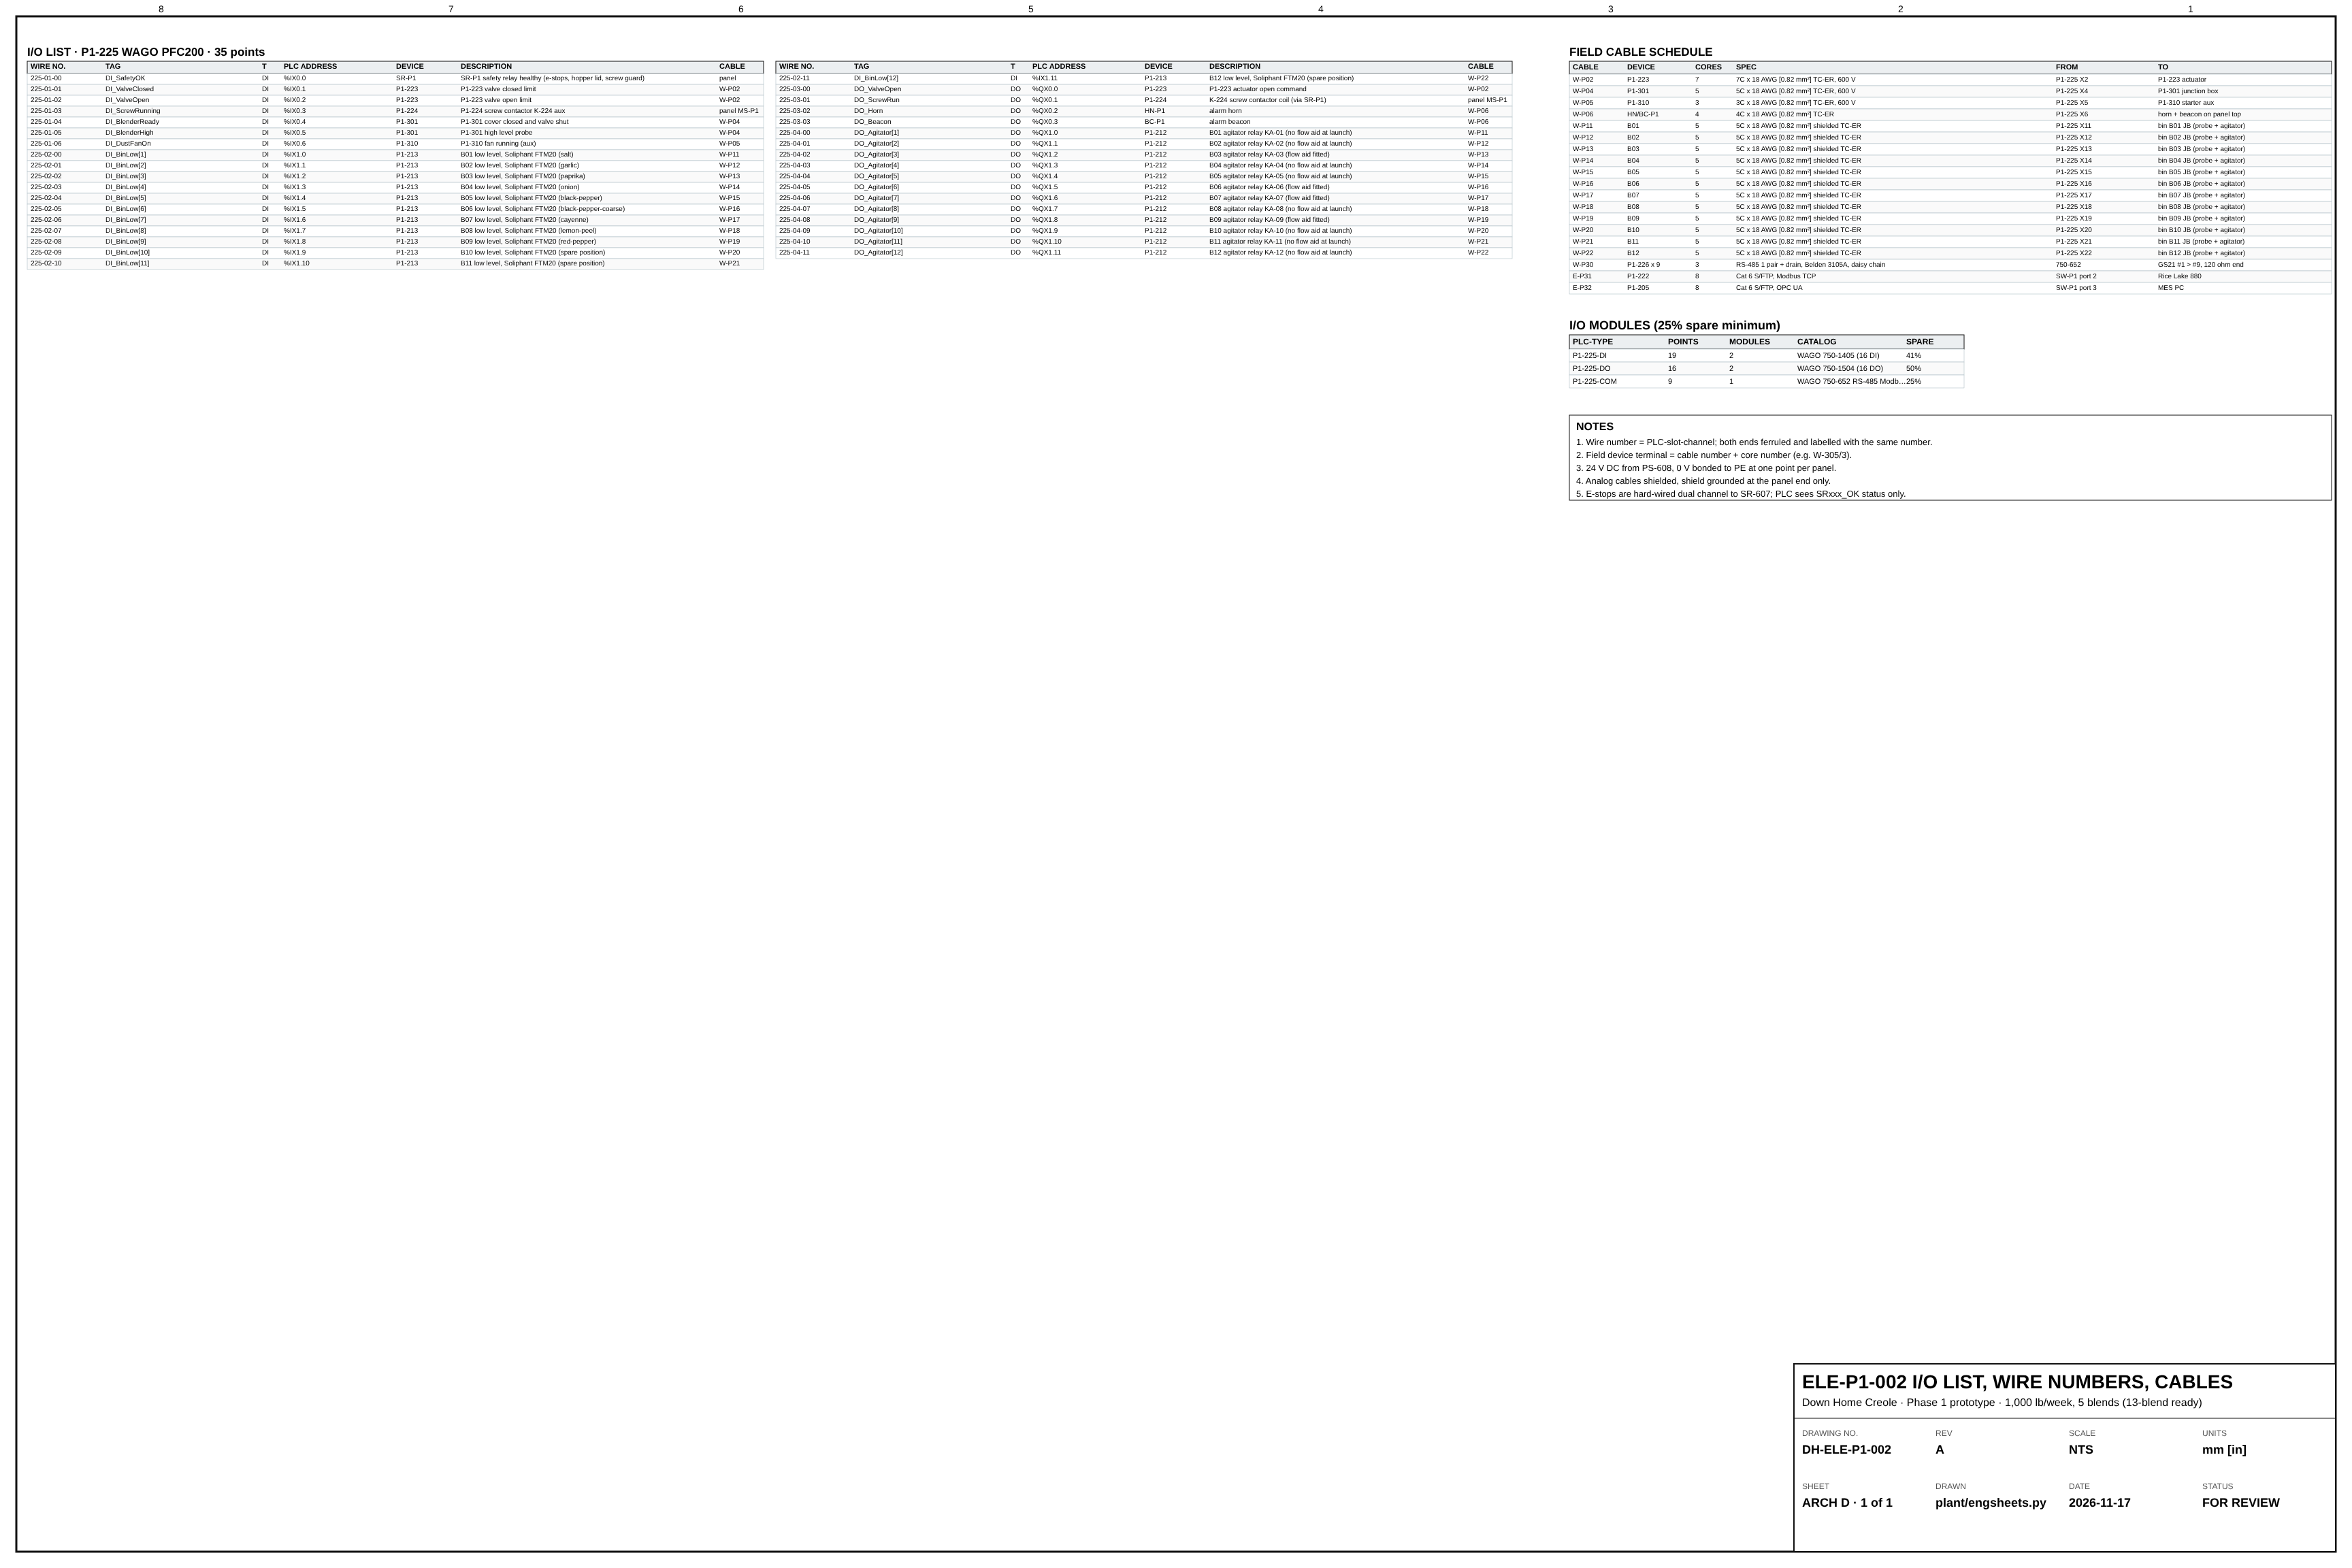 8 7 6 5 4 3 2 1
I/O LIST · P1-225 WAGO PFC200 · 35 points
WIRE NO. TAG T PLC ADDRESS DEVICE DESCRIPTION CABLE
225-01-00 DI_SafetyOK DI %IX0.0 SR-P1 SR-P1 safety relay healthy (e-stops, hopper lid, screw guard) panel
225-01-01 DI_ValveClosed DI %IX0.1 P1-223 P1-223 valve closed limit W-P02
225-01-02 DI_ValveOpen DI %IX0.2 P1-223 P1-223 valve open limit W-P02
225-01-03 DI_ScrewRunning DI %IX0.3 P1-224 P1-224 screw contactor K-224 aux panel MS-P1
225-01-04 DI_BlenderReady DI %IX0.4 P1-301 P1-301 cover closed and valve shut W-P04
225-01-05 DI_BlenderHigh DI %IX0.5 P1-301 P1-301 high level probe W-P04
225-01-06 DI_DustFanOn DI %IX0.6 P1-310 P1-310 fan running (aux) W-P05
225-02-00 DI_BinLow[1] DI %IX1.0 P1-213 B01 low level, Soliphant FTM20 (salt) W-P11
225-02-01 DI_BinLow[2] DI %IX1.1 P1-213 B02 low level, Soliphant FTM20 (garlic) W-P12
225-02-02 DI_BinLow[3] DI %IX1.2 P1-213 B03 low level, Soliphant FTM20 (paprika) W-P13
225-02-03 DI_BinLow[4] DI %IX1.3 P1-213 B04 low level, Soliphant FTM20 (onion) W-P14
225-02-04 DI_BinLow[5] DI %IX1.4 P1-213 B05 low level, Soliphant FTM20 (black-pepper) W-P15
225-02-05 DI_BinLow[6] DI %IX1.5 P1-213 B06 low level, Soliphant FTM20 (black-pepper-coarse) W-P16
225-02-06 DI_BinLow[7] DI %IX1.6 P1-213 B07 low level, Soliphant FTM20 (cayenne) W-P17
225-02-07 DI_BinLow[8] DI %IX1.7 P1-213 B08 low level, Soliphant FTM20 (lemon-peel) W-P18
225-02-08 DI_BinLow[9] DI %IX1.8 P1-213 B09 low level, Soliphant FTM20 (red-pepper) W-P19
225-02-09 DI_BinLow[10] DI %IX1.9 P1-213 B10 low level, Soliphant FTM20 (spare position) W-P20
225-02-10 DI_BinLow[11] DI %IX1.10 P1-213 B11 low level, Soliphant FTM20 (spare position) W-P21
WIRE NO. TAG T PLC ADDRESS DEVICE DESCRIPTION CABLE
225-02-11 DI_BinLow[12] DI %IX1.11 P1-213 B12 low level, Soliphant FTM20 (spare position) W-P22
225-03-00 DO_ValveOpen DO %QX0.0 P1-223 P1-223 actuator open command W-P02
225-03-01 DO_ScrewRun DO %QX0.1 P1-224 K-224 screw contactor coil (via SR-P1) panel MS-P1
225-03-02 DO_Horn DO %QX0.2 HN-P1 alarm horn W-P06
225-03-03 DO_Beacon DO %QX0.3 BC-P1 alarm beacon W-P06
225-04-00 DO_Agitator[1] DO %QX1.0 P1-212 B01 agitator relay KA-01 (no flow aid at launch) W-P11
225-04-01 DO_Agitator[2] DO %QX1.1 P1-212 B02 agitator relay KA-02 (no flow aid at launch) W-P12
225-04-02 DO_Agitator[3] DO %QX1.2 P1-212 B03 agitator relay KA-03 (flow aid fitted) W-P13
225-04-03 DO_Agitator[4] DO %QX1.3 P1-212 B04 agitator relay KA-04 (no flow aid at launch) W-P14
225-04-04 DO_Agitator[5] DO %QX1.4 P1-212 B05 agitator relay KA-05 (no flow aid at launch) W-P15
225-04-05 DO_Agitator[6] DO %QX1.5 P1-212 B06 agitator relay KA-06 (flow aid fitted) W-P16
225-04-06 DO_Agitator[7] DO %QX1.6 P1-212 B07 agitator relay KA-07 (flow aid fitted) W-P17
225-04-07 DO_Agitator[8] DO %QX1.7 P1-212 B08 agitator relay KA-08 (no flow aid at launch) W-P18
225-04-08 DO_Agitator[9] DO %QX1.8 P1-212 B09 agitator relay KA-09 (flow aid fitted) W-P19
225-04-09 DO_Agitator[10] DO %QX1.9 P1-212 B10 agitator relay KA-10 (no flow aid at launch) W-P20
225-04-10 DO_Agitator[11] DO %QX1.10 P1-212 B11 agitator relay KA-11 (no flow aid at launch) W-P21
225-04-11 DO_Agitator[12] DO %QX1.11 P1-212 B12 agitator relay KA-12 (no flow aid at launch) W-P22
FIELD CABLE SCHEDULE
CABLE DEVICE CORES SPEC FROM TO
W-P02 P1-223 7 7C x 18 AWG [0.82 mm²] TC-ER, 600 V P1-225 X2 P1-223 actuator
W-P04 P1-301 5 5C x 18 AWG [0.82 mm²] TC-ER, 600 V P1-225 X4 P1-301 junction box
W-P05 P1-310 3 3C x 18 AWG [0.82 mm²] TC-ER, 600 V P1-225 X5 P1-310 starter aux
W-P06 HN/BC-P1 4 4C x 18 AWG [0.82 mm²] TC-ER P1-225 X6 horn + beacon on panel top
W-P11 B01 5 5C x 18 AWG [0.82 mm²] shielded TC-ER P1-225 X11 bin B01 JB (probe + agitator)
W-P12 B02 5 5C x 18 AWG [0.82 mm²] shielded TC-ER P1-225 X12 bin B02 JB (probe + agitator)
W-P13 B03 5 5C x 18 AWG [0.82 mm²] shielded TC-ER P1-225 X13 bin B03 JB (probe + agitator)
W-P14 B04 5 5C x 18 AWG [0.82 mm²] shielded TC-ER P1-225 X14 bin B04 JB (probe + agitator)
W-P15 B05 5 5C x 18 AWG [0.82 mm²] shielded TC-ER P1-225 X15 bin B05 JB (probe + agitator)
W-P16 B06 5 5C x 18 AWG [0.82 mm²] shielded TC-ER P1-225 X16 bin B06 JB (probe + agitator)
W-P17 B07 5 5C x 18 AWG [0.82 mm²] shielded TC-ER P1-225 X17 bin B07 JB (probe + agitator)
W-P18 B08 5 5C x 18 AWG [0.82 mm²] shielded TC-ER P1-225 X18 bin B08 JB (probe + agitator)
W-P19 B09 5 5C x 18 AWG [0.82 mm²] shielded TC-ER P1-225 X19 bin B09 JB (probe + agitator)
W-P20 B10 5 5C x 18 AWG [0.82 mm²] shielded TC-ER P1-225 X20 bin B10 JB (probe + agitator)
W-P21 B11 5 5C x 18 AWG [0.82 mm²] shielded TC-ER P1-225 X21 bin B11 JB (probe + agitator)
W-P22 B12 5 5C x 18 AWG [0.82 mm²] shielded TC-ER P1-225 X22 bin B12 JB (probe + agitator)
W-P30 P1-226 x 9 3 RS-485 1 pair + drain, Belden 3105A, daisy chain 750-652 GS21 #1 > #9, 120 ohm end
E-P31 P1-222 8 Cat 6 S/FTP, Modbus TCP SW-P1 port 2 Rice Lake 880
E-P32 P1-205 8 Cat 6 S/FTP, OPC UA SW-P1 port 3 MES PC
I/O MODULES (25% spare minimum)
PLC-TYPE POINTS MODULES CATALOG SPARE
P1-225-DI 19 2 WAGO 750-1405 (16 DI) 41%
P1-225-DO 16 2 WAGO 750-1504 (16 DO) 50%
P1-225-COM 9 1 WAGO 750-652 RS-485 Modb… 25%
NOTES
1. Wire number = PLC-slot-channel; both ends ferruled and labelled with the same number.
2. Field device terminal = cable number + core number (e.g. W-305/3).
3. 24 V DC from PS-608, 0 V bonded to PE at one point per panel.
4. Analog cables shielded, shield grounded at the panel end only.
5. E-stops are hard-wired dual channel to SR-607; PLC sees SRxxx_OK status only.
ELE-P1-002 I/O LIST, WIRE NUMBERS, CABLES
Down Home Creole · Phase 1 prototype · 1,000 lb/week, 5 blends (13-blend ready)
DRAWING NO. REV SCALE UNITS
DH-ELE-P1-002 A NTS mm [in]
SHEET DRAWN DATE STATUS
ARCH D · 1 of 1 plant/engsheets.py 2026-11-17 FOR REVIEW